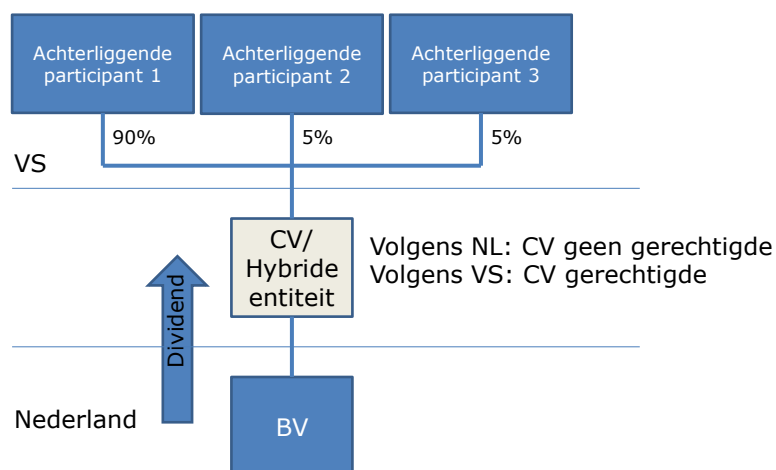 Achterliggende
participant 1
Achterliggende
participant 2
Achterliggende
participant 3
90%
5%
5%
VS
CV/
Hybride
entiteit
Volgens NL: CV geen gerechtigde
Volgens VS: CV gerechtigde
Dividend
Nederland
BV